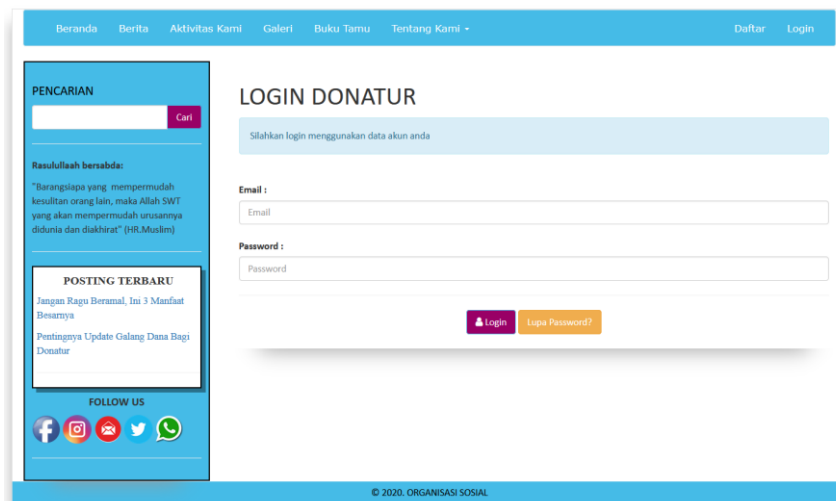 Beranda Berita Aktivitas Kami Galeri Buku Tamu Tentang Kami Daftar Login
PENCARIAN
Cari
Rasulullaah bersabda:
"Barangsiapa yang mempermudah
kesulitan orang lain, maka Allah SWT
yang akan mempermudah urusannya
didunia dan diakhirat" (HR.Muslim)
POSTING TERBARU
Jangan Ragu Beramal, Ini 3 Manfaat
Besarnya
Pentingnya Update Galang Dana Bagi
Donatur
FOLLOW US
LOGIN DONATUR
Silahkan login menggunakan data akun anda
Email :
Email
Password :
Password
Login Lupa Password?
© 2020. ORGANISASI SOSIAL